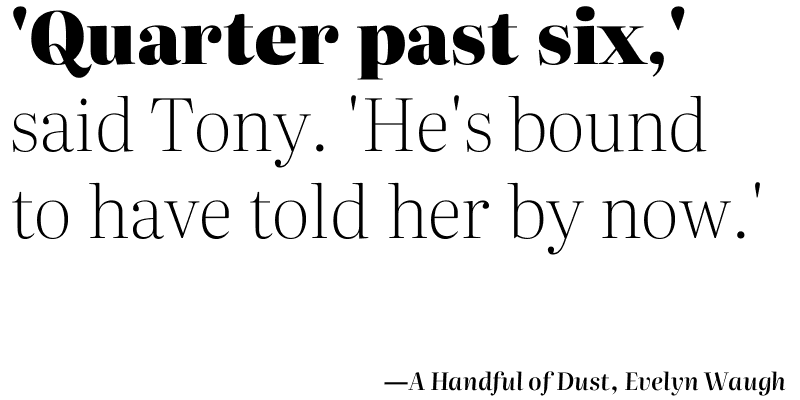 'Quarter past six,'
said Tony. 'He's bound
to have told her by now.'
—A Handful of Dust, Evelyn Waugh